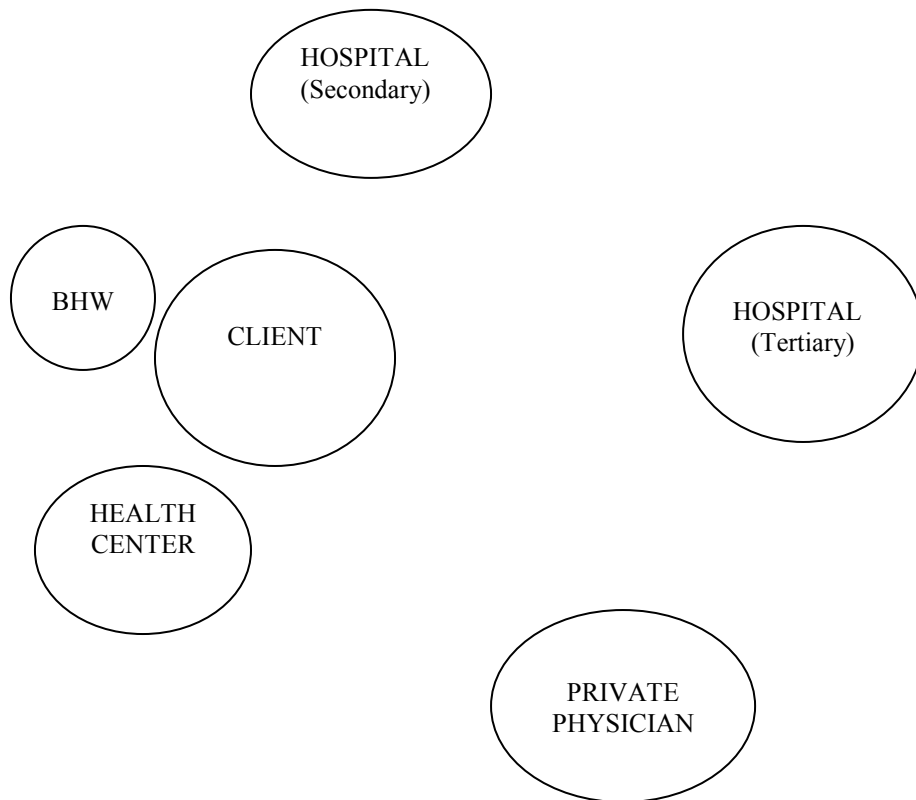 HOSPITAL
(Secondary)
BHW
CLIENT
HOSPITAL
(Tertiary)
HEALTH
CENTER
PRIVATE
PHYSICIAN